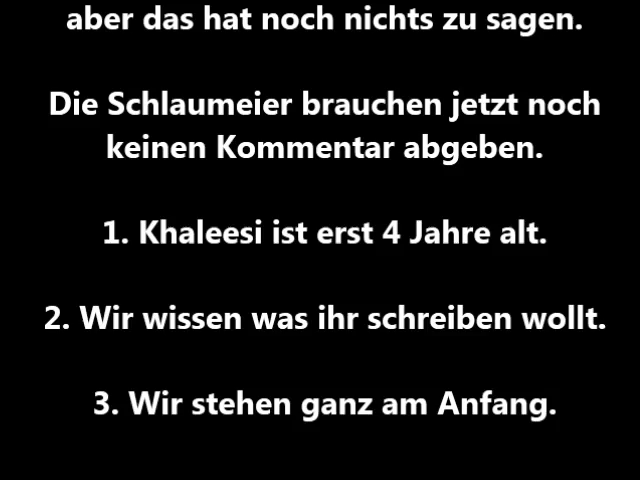 aber das hat noch nichts zu sagen.
Die Schlaumeier brauchen jetzt noch
keinen Kommentar abgeben.
1. Khaleesi ist erst 4 Jahre alt.
2. Wir wissen was ihr schreiben wollt.
3. Wir stehen ganz am Anfang.